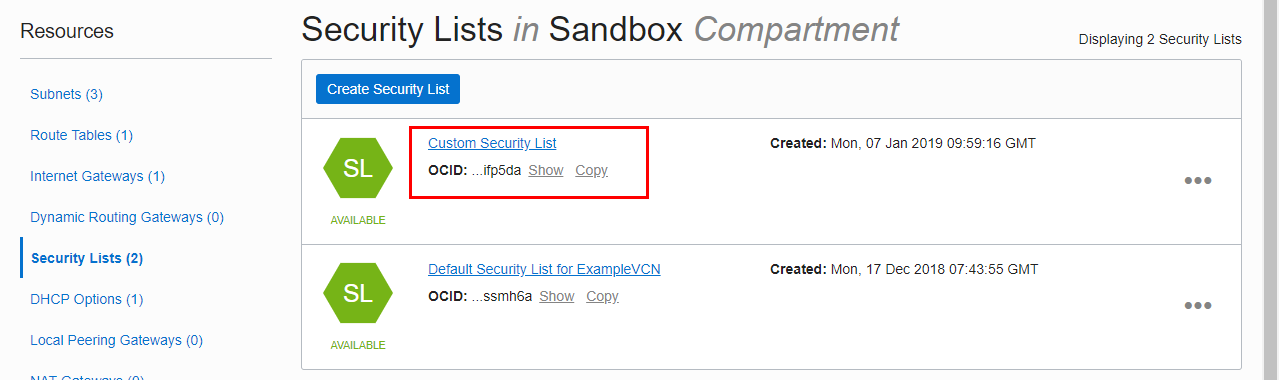 Resources
Subnets (3)
Route Tables (1)
Internet Gateways (1)
Dynamic Routing Gateways (0)
Security Lists (2)
DHCP Options (1)
Local Peering Gateways (0)
NAT Gateways (0)
Security Lists in Sandbox Compartment
Displaying 2 Security Lists
Create Security List
SL
AVAILABLE
Custom Security List
OCID: ...ifp5da Show Copy
Created: Mon, 07 Jan 2019 09:59:16 GMT
SL
AVAILABLE
Default Security List for ExampleVCN
OCID: ...ssmh6a Show Copy
Created: Mon, 17 Dec 2018 07:43:55 GMT